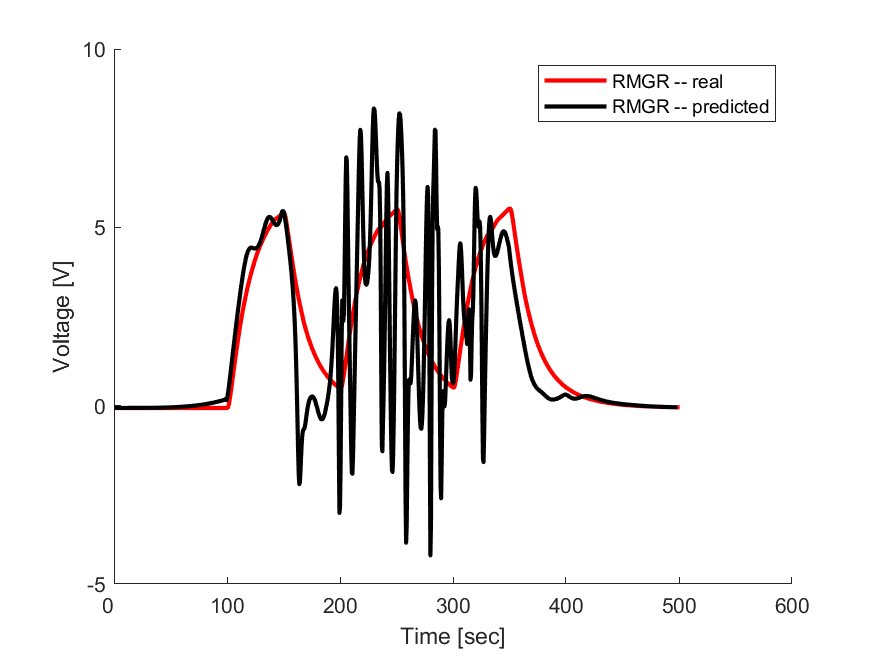 10
5
0
-5
Voltage [V]
RMGR -- real
RMGR -- predicted
0 100 200 300 400 500 600
Time [sec]